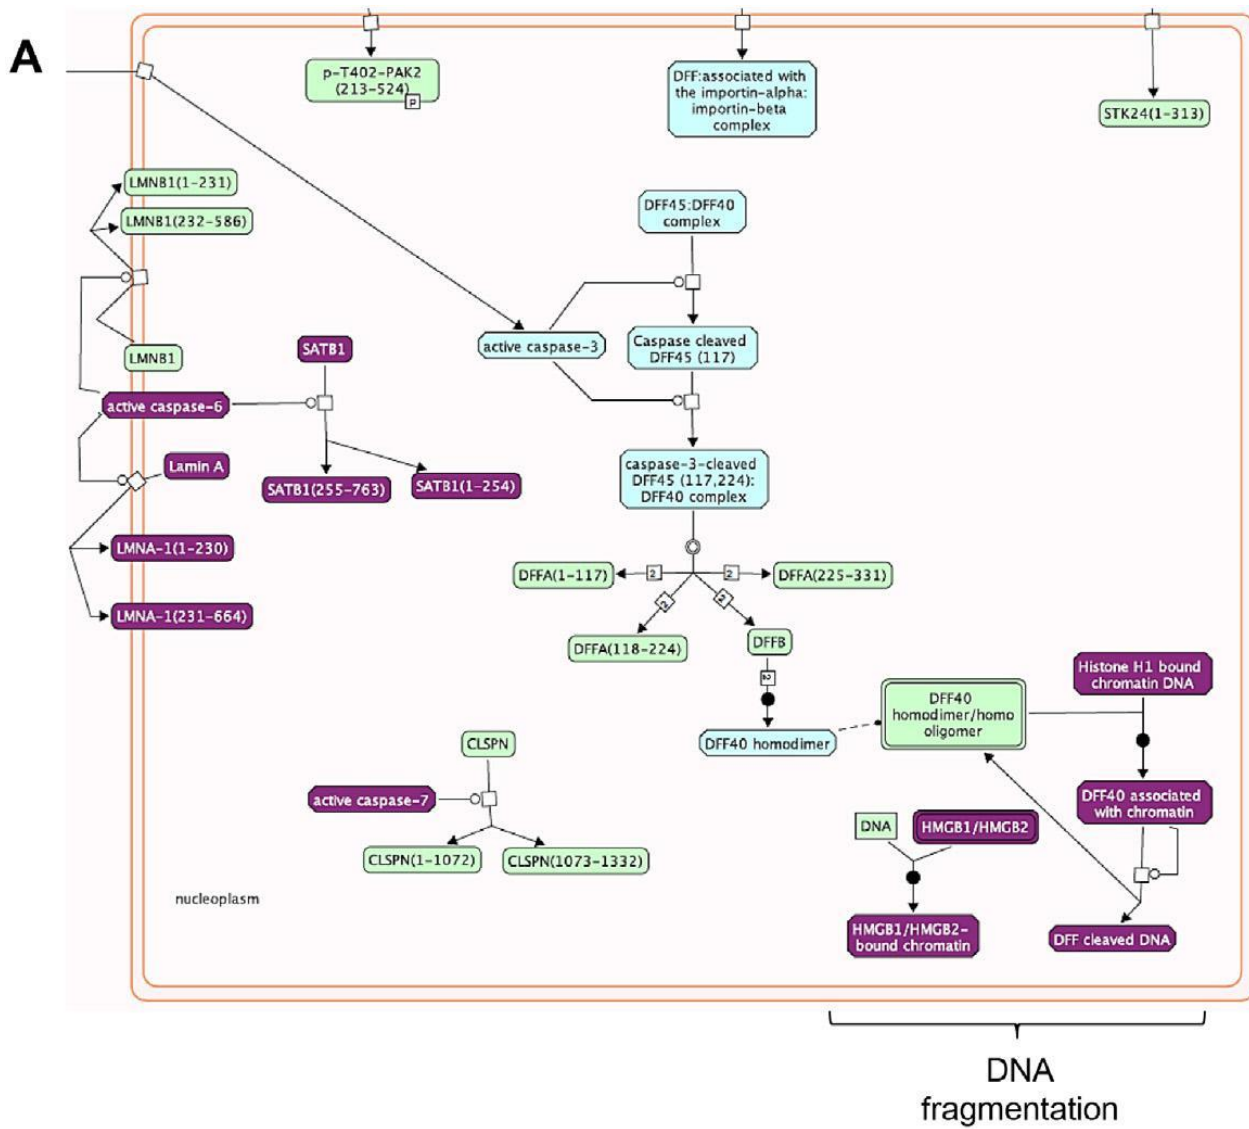 A
p-T402-PAK2
(213-524)
P
DFF:associated with
the importin-alpha:
importin-beta
complex
STK24(1-313)
LMNB1(1-231)
LMNB1(232-586)
DFF45:DFF40
complex
LMNB1
SATB1
active caspase-3
Caspase cleaved
DFF45 (117)
active caspase-6
Lamin A
SATB1(255-763)
SATB1(1-254)
caspase-3-cleaved
DFF45 (117,224):
DFF40 complex
LMNA-1(1-230)
LMNA-1(231-664)
DFFA(1-117)
2
2
DFFA(225-331)
2
2
DFFA(118-224)
DFFB
2
DFF40 homodimer
DFF40
homodimer/homo
oligomer
Histone H1 bound
chromatin DNA
CLSPN
active caspase-7
CLSPN(1-1072)
CLSPN(1073-1332)
DNA
HMGB1/HMGB2
DFF40 associated
with chromatin
HMGB1/HMGB2-
bound chromatin
DFF cleaved DNA
nucleoplasm
DNA
fragmentation